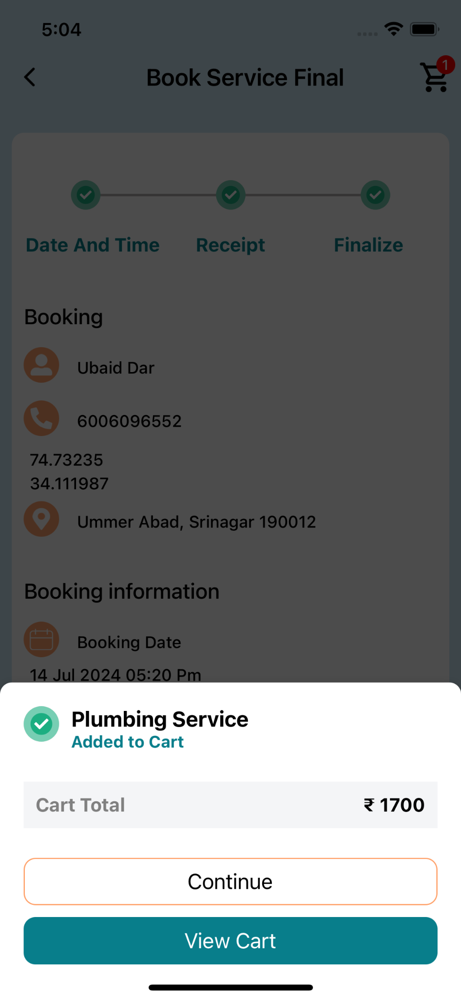 5:04
Book Service Final
1
Date And Time
Receipt
Finalize
Booking
Ubaid Dar
6006096552
74.73235
34.111987
Ummer Abad, Srinagar 190012
Booking information
Booking Date
14 Jul 2024 05:20 Pm
Plumbing Service
Added to Cart
Cart Total ₹ 1700
Continue
View Cart